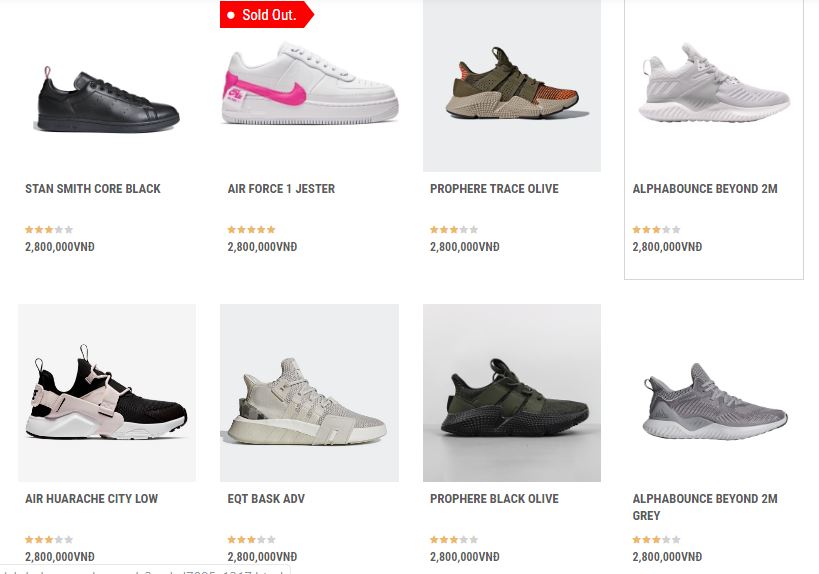 Sold Out.
STAN SMITH CORE BLACK
AIR FORCE 1 JESTER
PROPHERE TRACE OLIVE
ALPHABOUNCE BEYOND 2M
2,800,000VNĐ
2,800,000VNĐ
2,800,000VNĐ
2,800,000VNĐ
AIR HUARACHE CITY LOW
EQT BASK ADV
PROPHERE BLACK OLIVE
ALPHABOUNCE BEYOND 2M
GREY
2,800,000VNĐ
2,800,000VNĐ
2,800,000VNĐ
2,800,000VNĐ